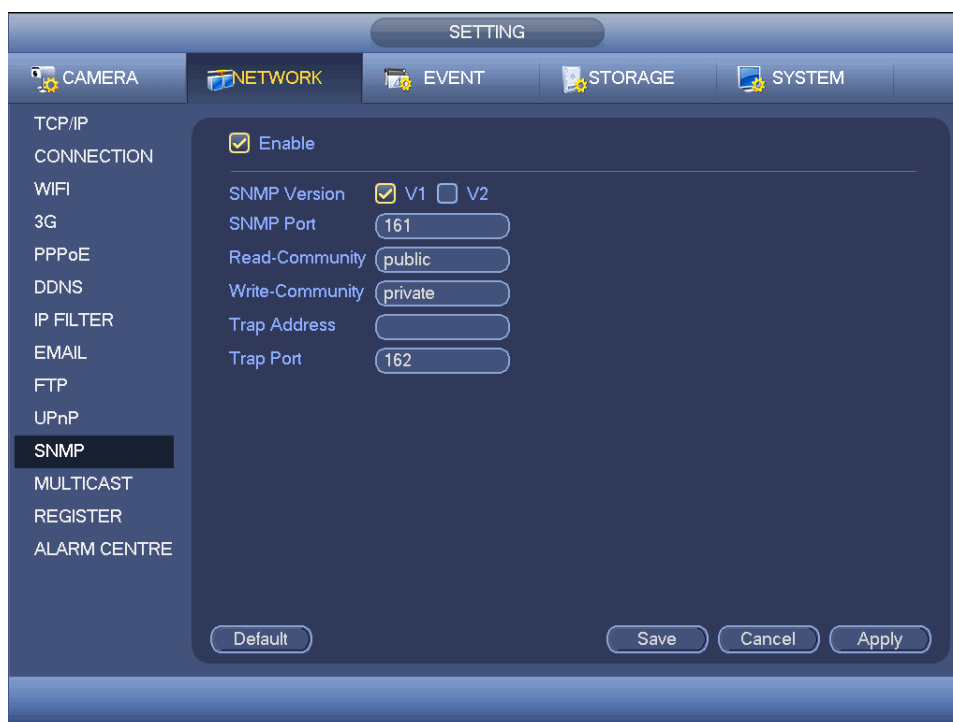 SETTING
CAMERA NETWORK EVENT STORAGE SYSTEM
TCP/IP
CONNECTION
WIFI
3G
PPPoE
DDNS
IP FILTER
EMAIL
FTP
UPnP
SNMP
MULTICAST
REGISTER
ALARM CENTRE
Enable
SNMP Version V1 V2
SNMP Port 161
Read-Community public
Write-Community private
Trap Address
Trap Port 162
Default Save Cancel Apply